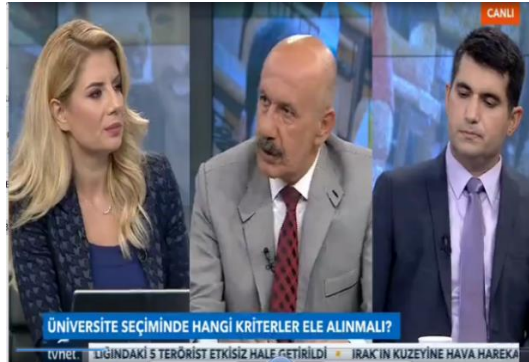 CANLI
ÜNİVERSİTE SEÇİMİNDE HANGİ KRİTERLER ELE ALINMALI?
tvnet. LIĞINDAKİ 5 TERÖRİST ETKİSİZ HALE GETİRİLDİ • IRAK'IN KUZEYİNE HAVA HAREKA